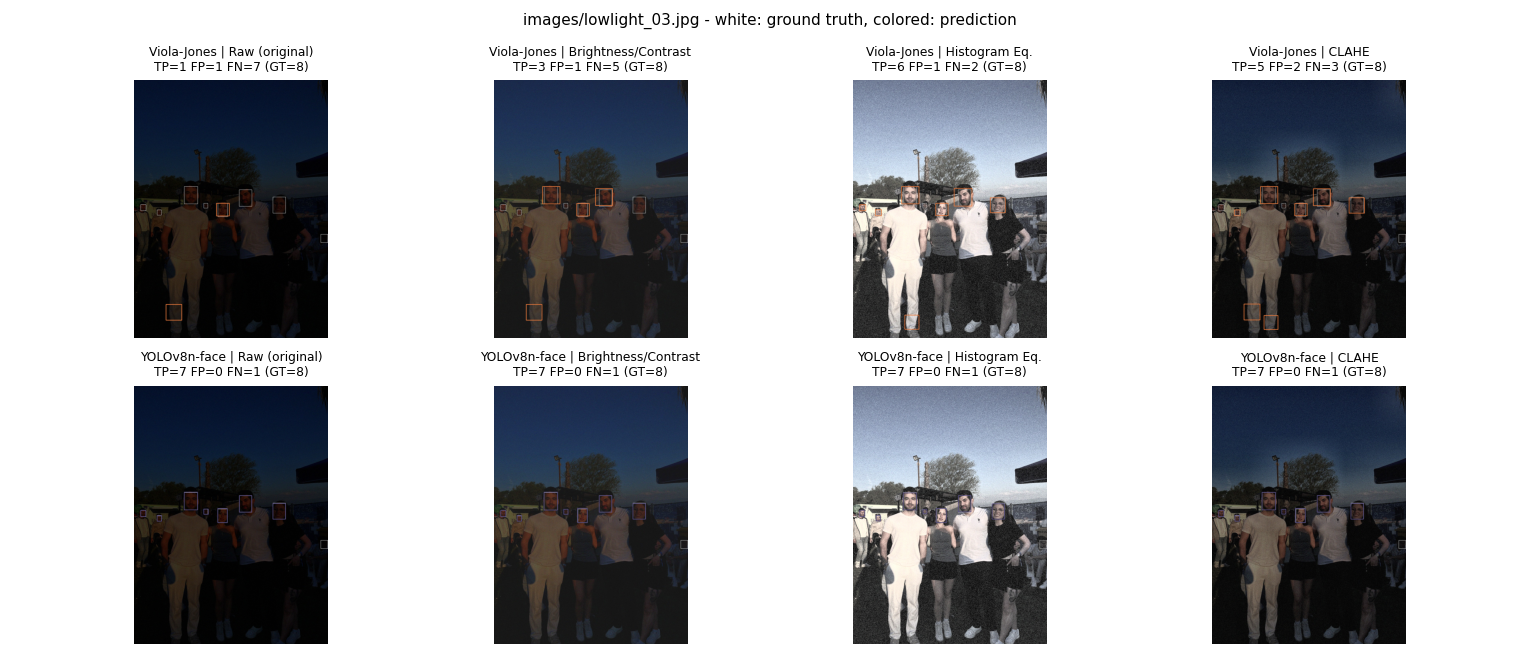 images/lowlight_03.jpg - white: ground truth, colored: prediction
Viola-Jones | Raw (original)
TP=1 FP=1 FN=7 (GT=8)
Viola-Jones | Brightness/Contrast
TP=3 FP=1 FN=5 (GT=8)
Viola-Jones | Histogram Eq.
TP=6 FP=1 FN=2 (GT=8)
Viola-Jones | CLAHE
TP=5 FP=2 FN=3 (GT=8)
YOLOv8n-face | Raw (original)
TP=7 FP=0 FN=1 (GT=8)
YOLOv8n-face | Brightness/Contrast
TP=7 FP=0 FN=1 (GT=8)
YOLOv8n-face | Histogram Eq.
TP=7 FP=0 FN=1 (GT=8)
YOLOv8n-face | CLAHE
TP=7 FP=0 FN=1 (GT=8)